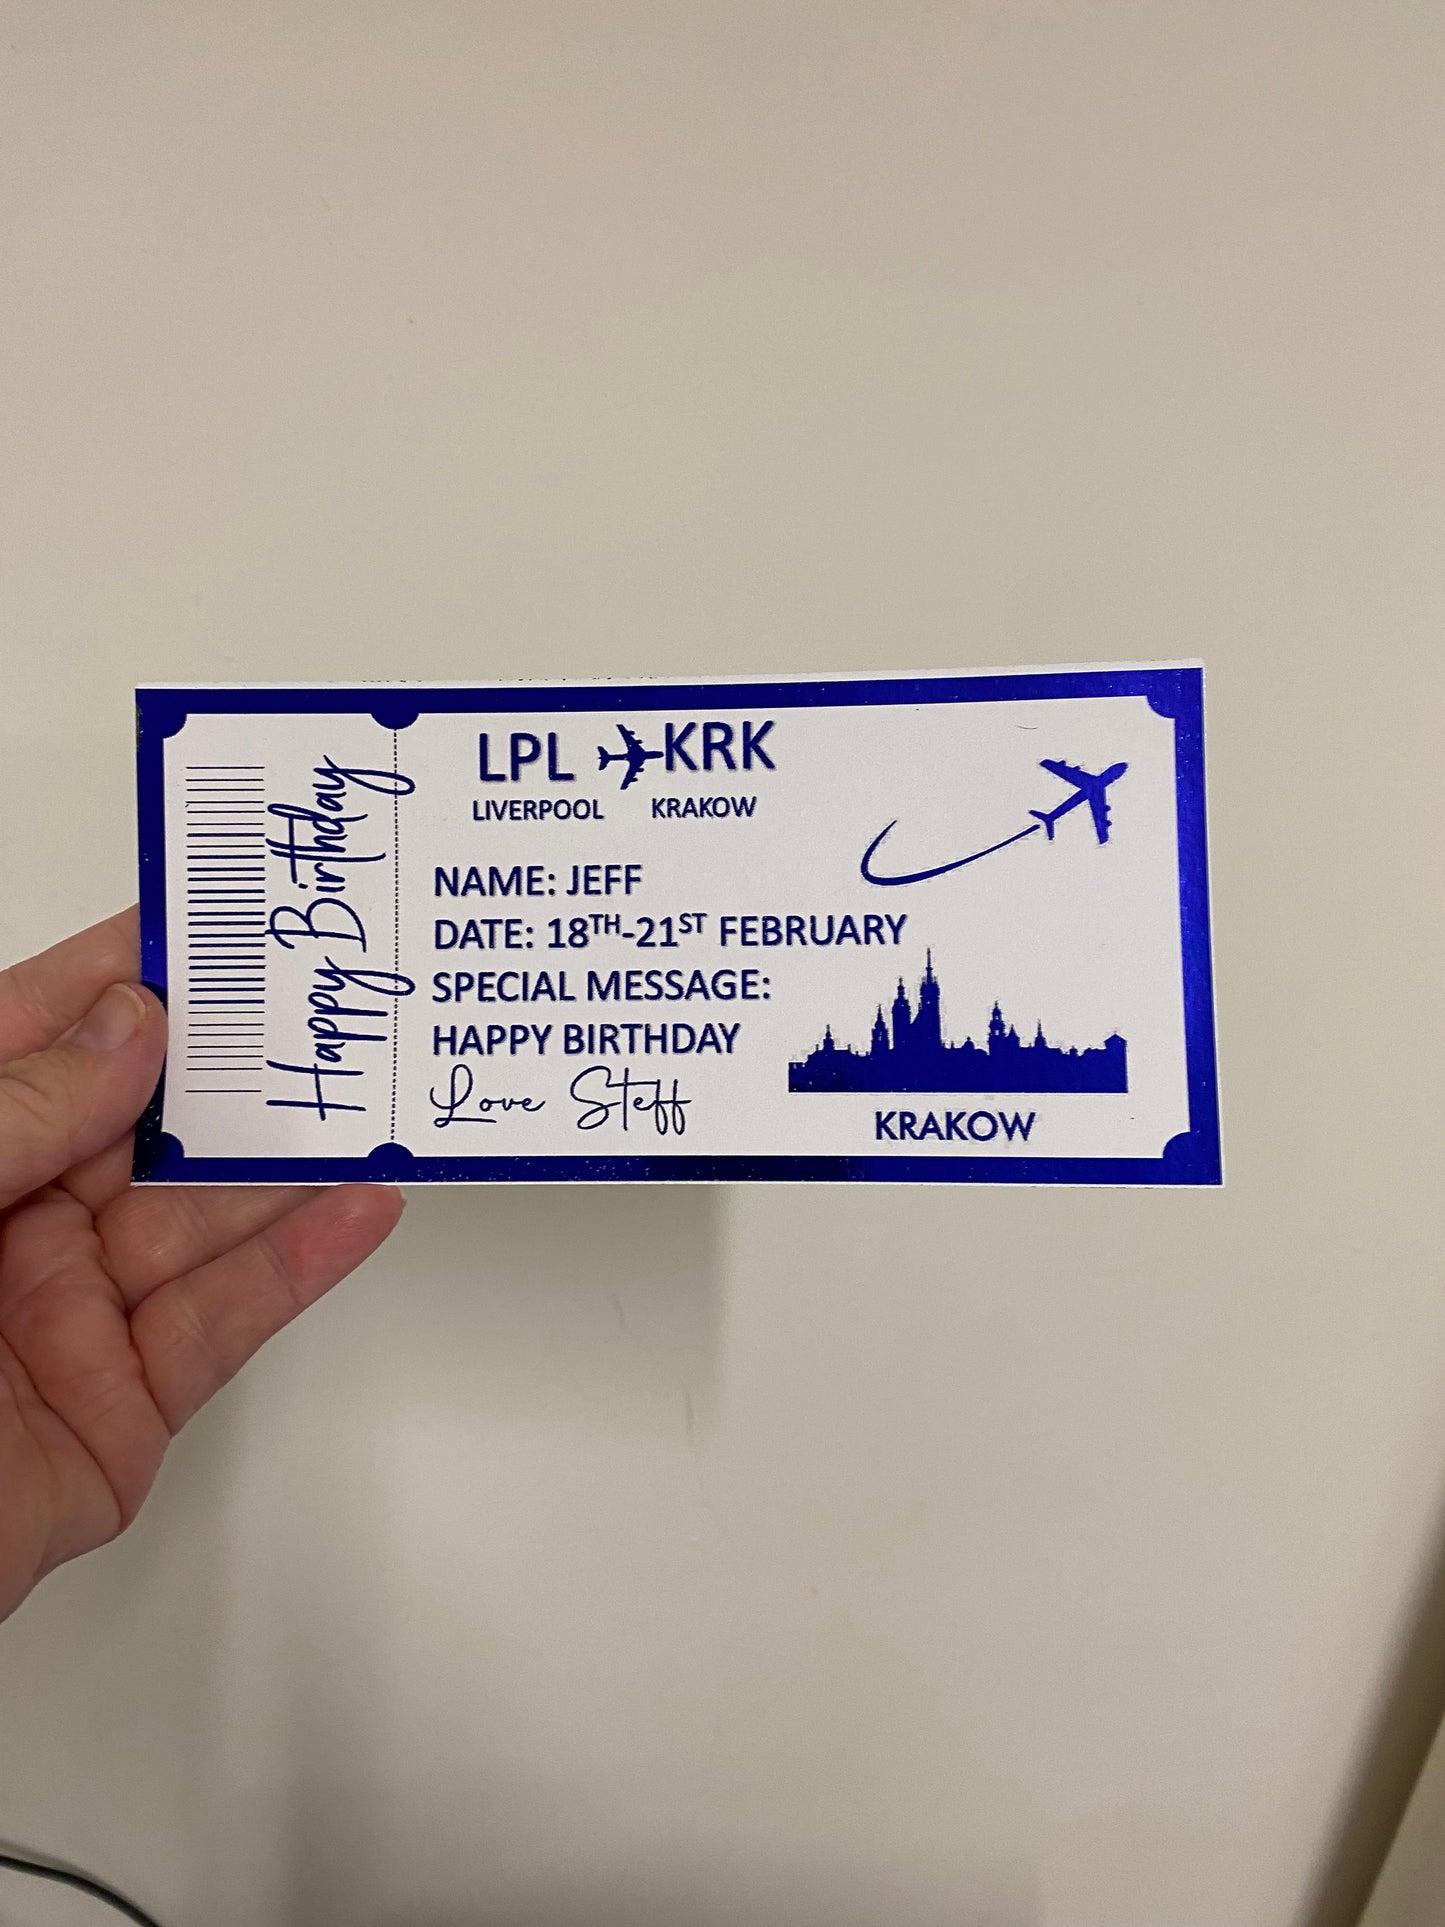 Happy Birthday
LPL KRK
LIVERPOOL KRAKOW
NAME: JEFF
DATE: 18TH-21ST FEBRUARY
SPECIAL MESSAGE:
HAPPY BIRTHDAY
Love Steff
KRAKOW